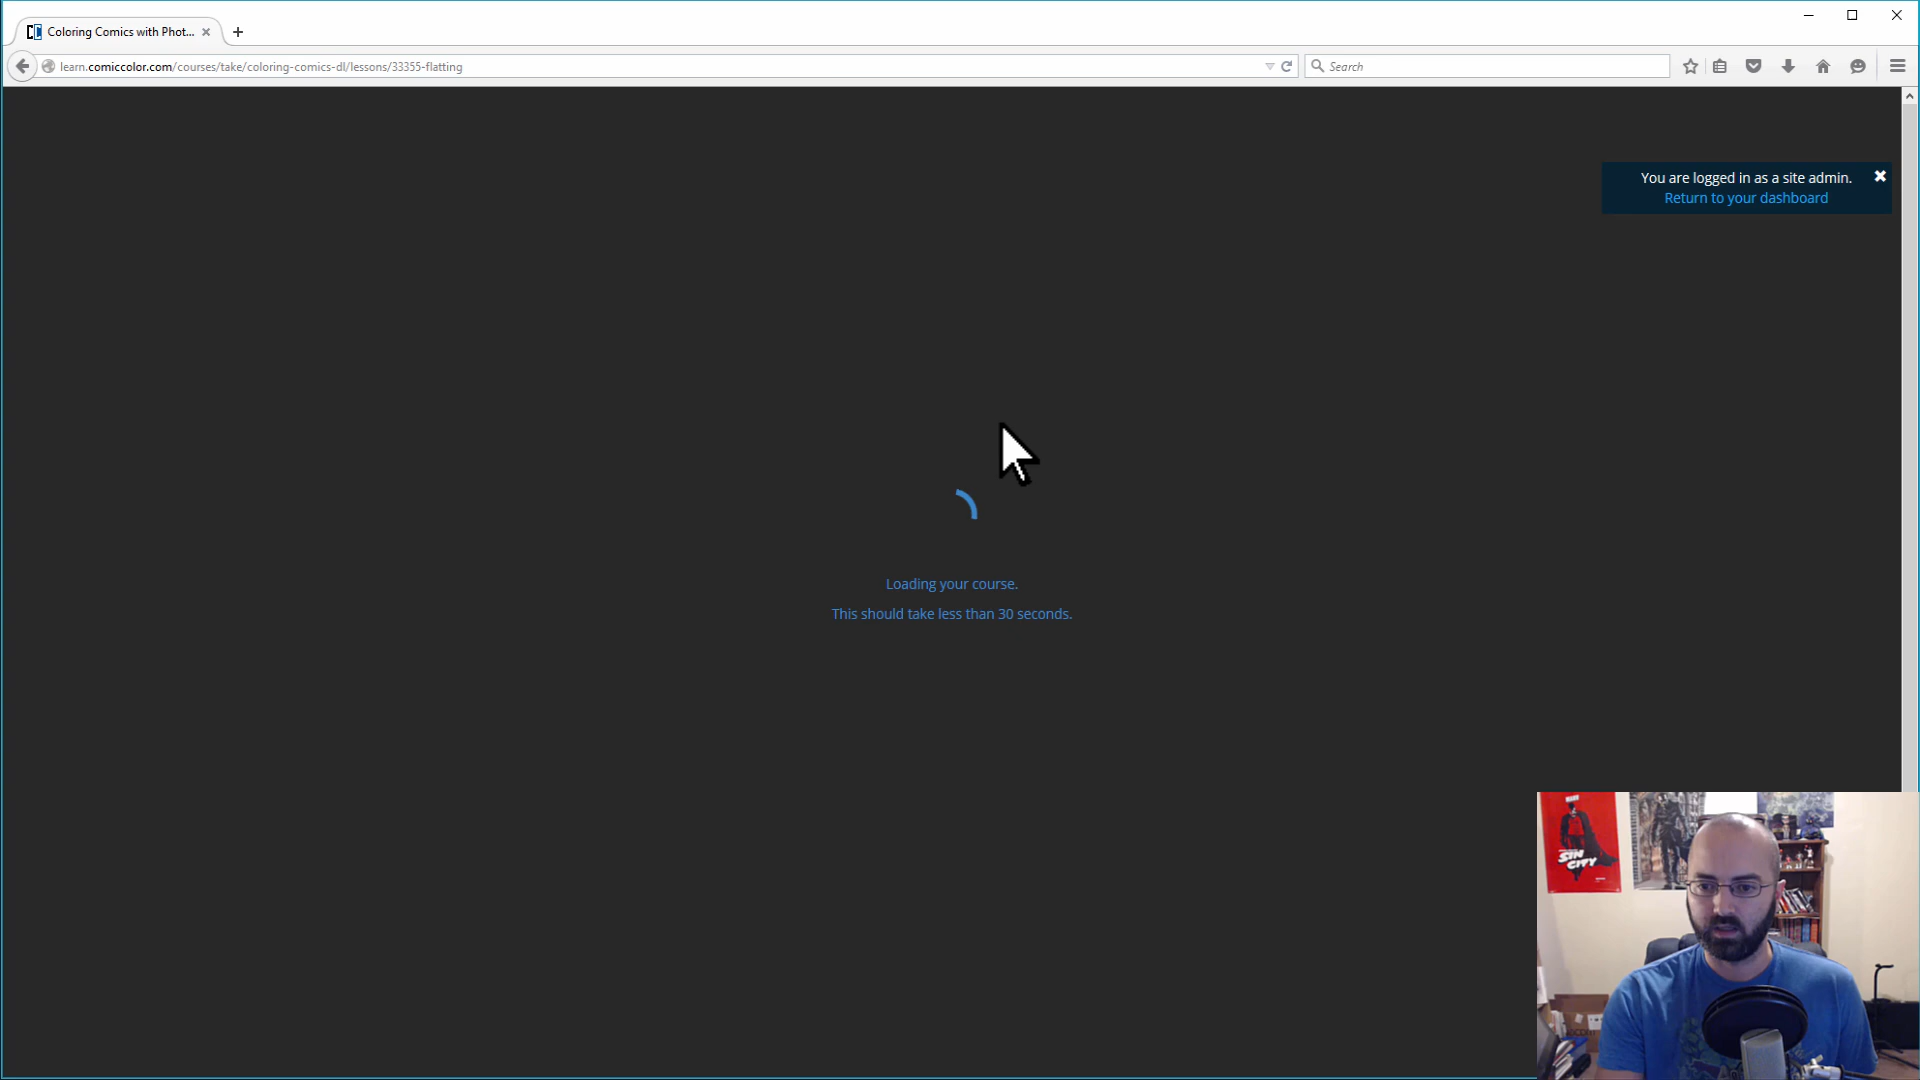 Coloring Comics with Phot...
learn.comiccolor.com/courses/take/coloring-comics-dl/lessons/33355-flatting
Search
You are logged in as a site admin.
Return to your dashboard
Loading your course.
This should take less than 30 seconds.
SIN
CITY